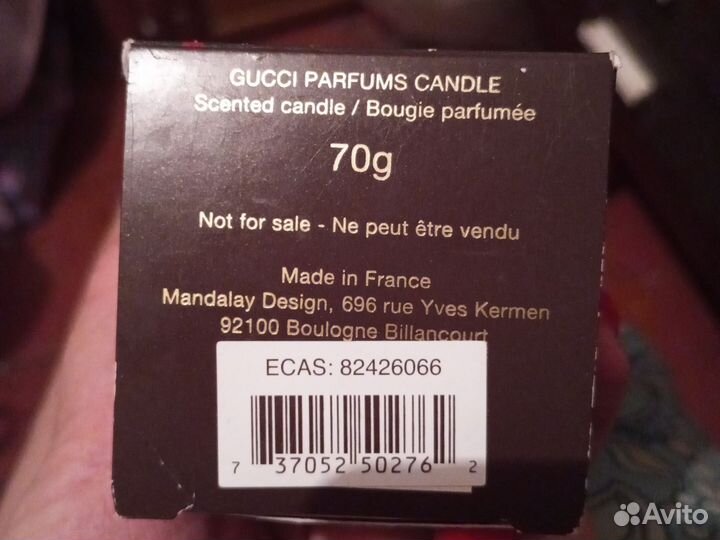 GUCCI PARFUMS CANDLE
Scented candle / Bougie parfumée
70g
Not for sale - Ne peut être vendu
Made in France
Mandalay Design, 696 rue Yves Kermen
92100 Boulogne Billancourt
ECAS: 82426066
7 37052 50276 2
Avito